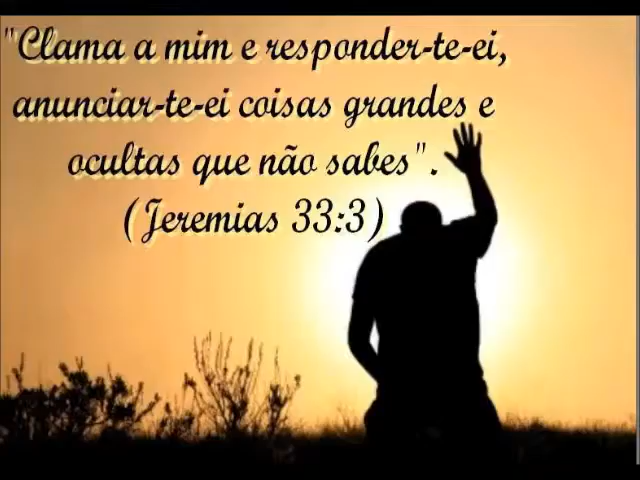 "Clama a mim e responder-te-ei,
anunciar-te-ei coisas grandes e
ocultas que não sabes".
(Jeremias 33:3)